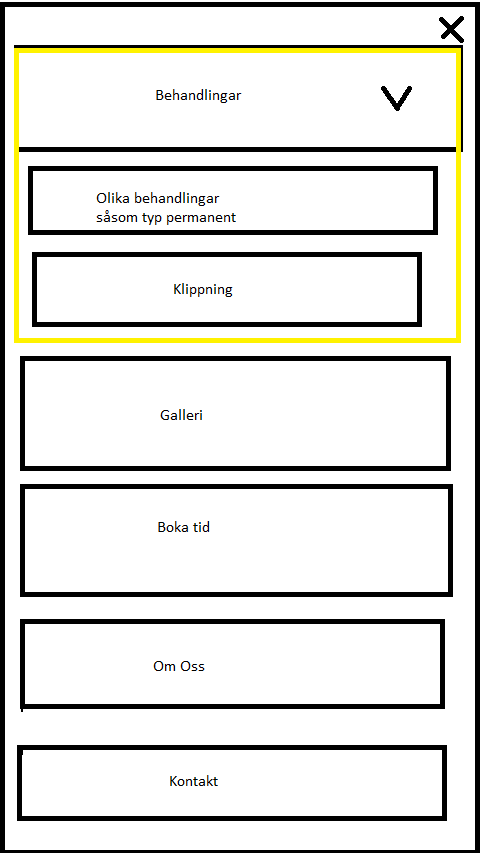 Behandlingar
Olika behandlingar
såsom typ permanent
Klippning
Galleri
Boka tid
Om Oss
Kontakt